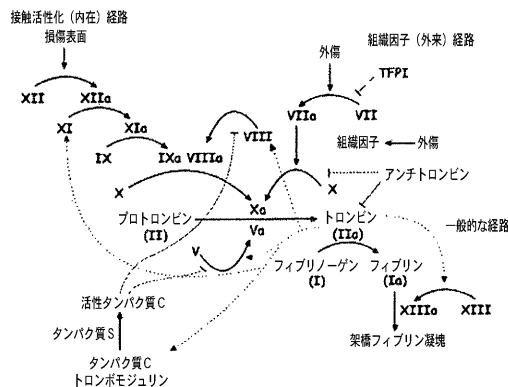 接触活性化（内在）経路
損傷表面
組織因子（外来）経路
外傷
TFPI
XII
XIIa
VIIa
VII
XI
XIa
VIII
組織因子
外傷
IX
IXa
VIIIa
アンチトロンビン
X
X
Xa
プロトロンビン
(II)
トロンビン
(IIa)
一般的な経路
Va
V
フィブリノーゲン
(I)
フィブリン
(Ia)
活性タンパク質C
XIIIa
XIII
タンパク質S
架橋フィブリン凝塊
タンパク質C
トロンボモジュリン